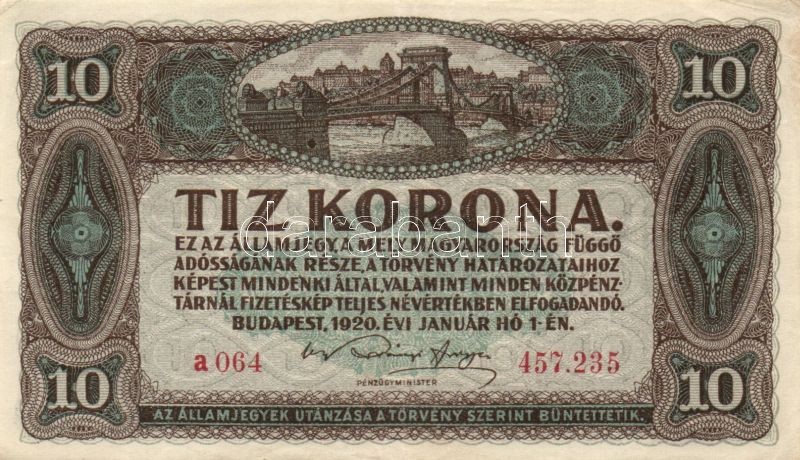 10 10
TIZ KORONA.
EZ AZ ÁLLAMJEGY, A MELY MAGYARORSZÁG FÜGGŐ
ADÓSSÁGÁNAK RÉSZE, A TÖRVÉNY HATÁROZATAIHOZ
KÉPEST MINDENKI ÁLTAL, VALAMINT MINDEN KÖZPÉNZ-
TÁRNÁL FIZETÉSKÉP TELJES NÉVÉRTÉKBEN ELFOGADANDÓ.
BUDAPEST, 1920. ÉVI JANUÁR HÓ 1-ÉN.
a 064 457.235
PÉNZÜGYMINISTER
10 10
AZ ÁLLAMJEGYEK UTÁNZÁSA A TÖRVÉNY SZERINT BÜNTETTETIK.
darabanth